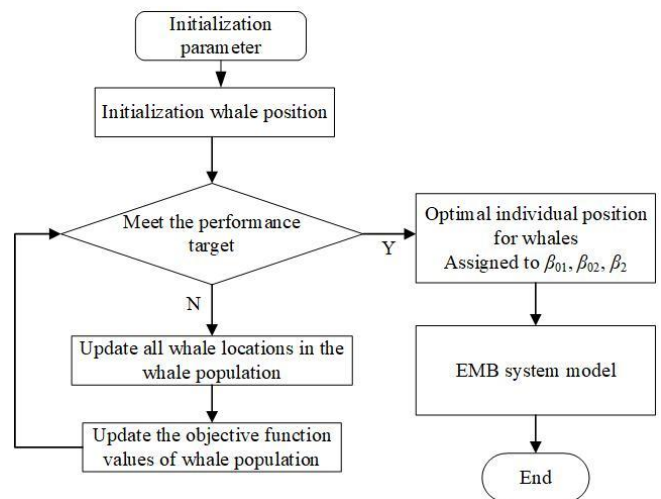 Initialization
parameter
Initialization whale position
Meet the performance
target
Y
N
Update all whale locations in the
whale population
Update the objective function
values of whale population
Optimal individual position
for whales
Assigned to β₀₁, β₀₂, β₂
EMB system model
End